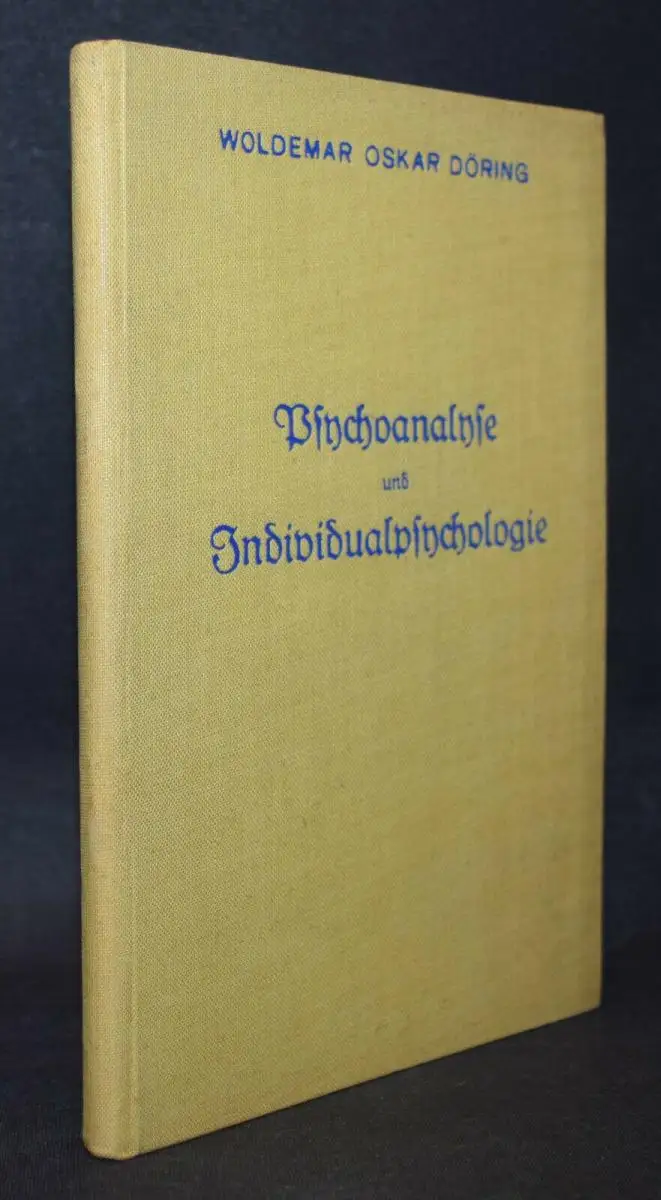 WOLDEMAR OSKAR DÖRING
Pſychoanalyſe
und
Individualpſychologie